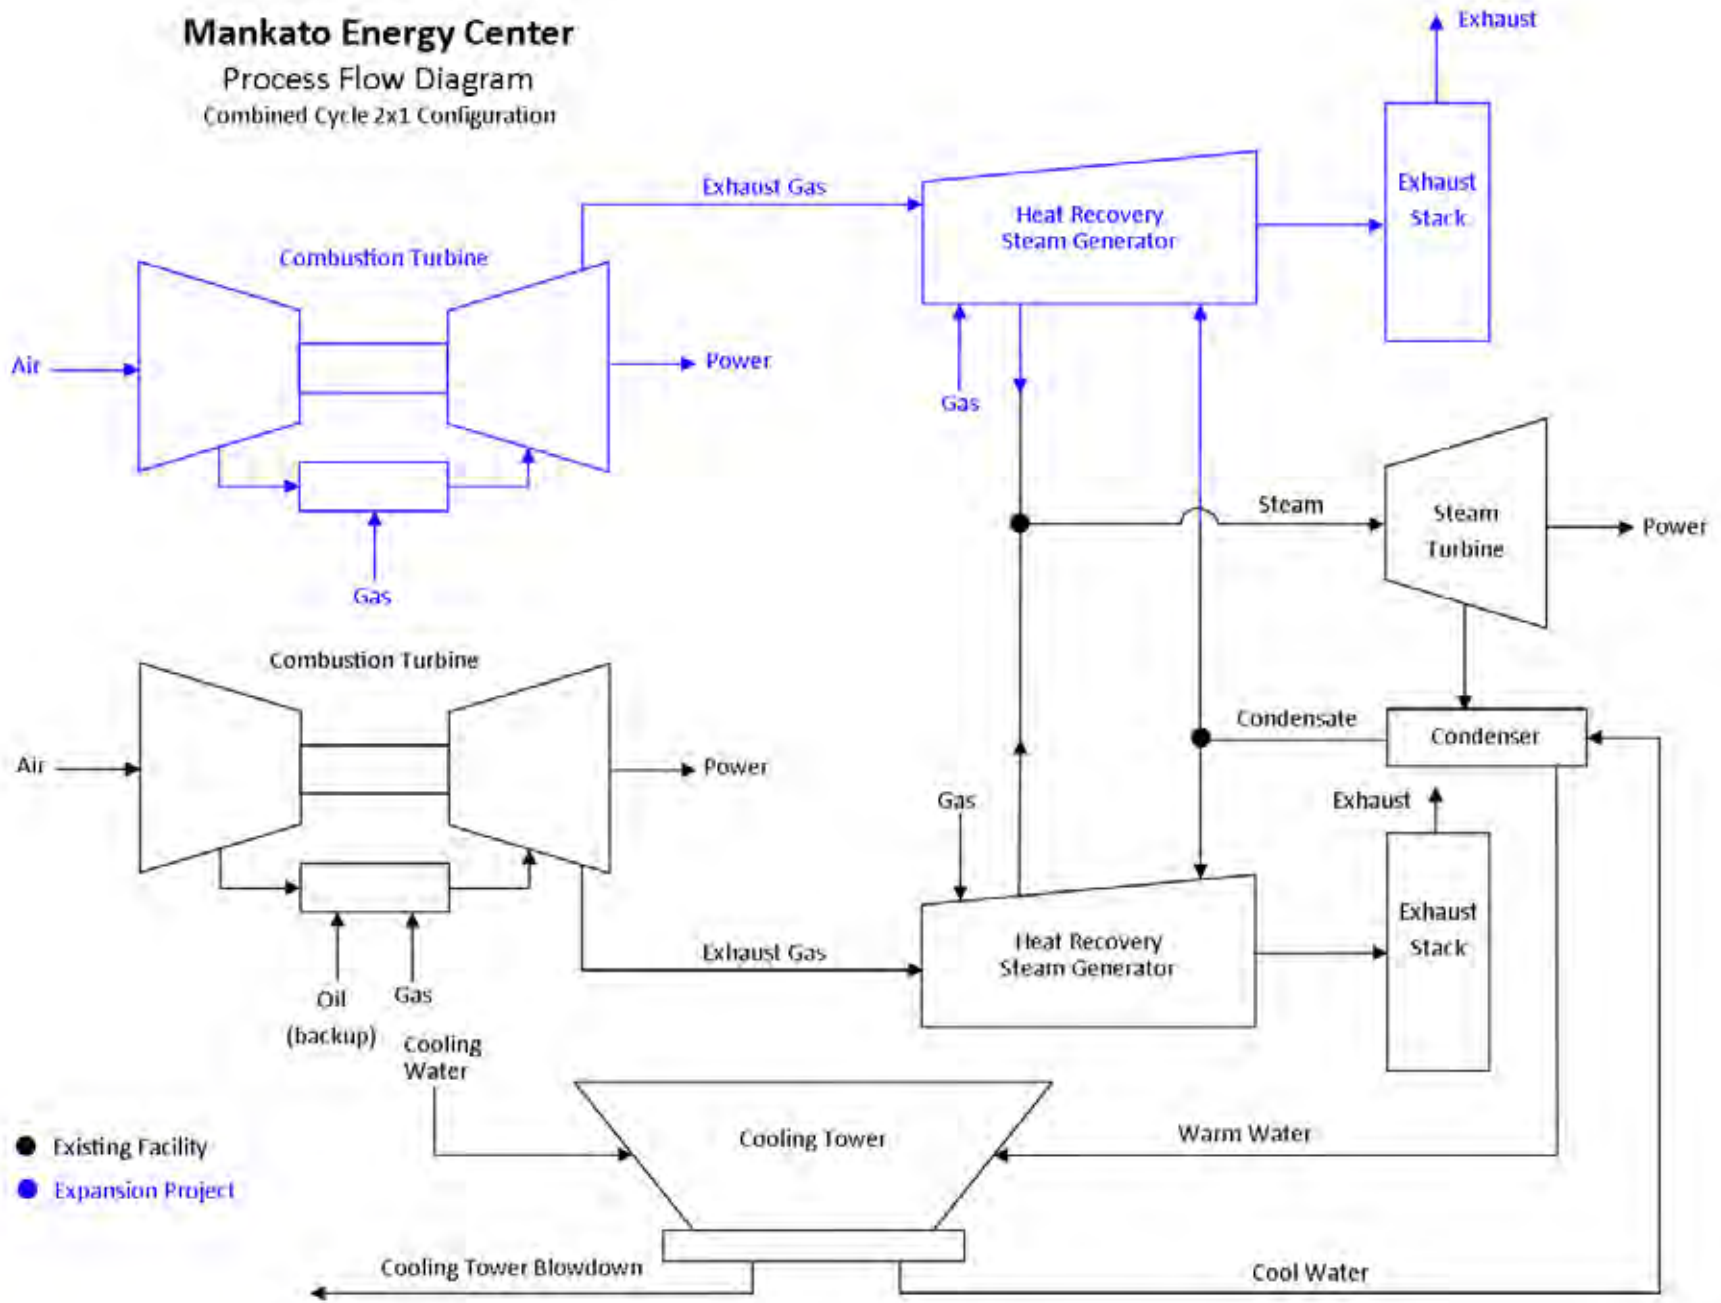 Mankato Energy Center
Process Flow Diagram
Combined Cycle 2x1 Configuration
Exhaust
Exhaust Gas
Heat Recovery
Steam Generator
Exhaust
Stack
Combustion Turbine
Air
Power
Gas
Gas
Steam
Steam
Turbine
Power
Combustion Turbine
Air
Power
Condensate
Condenser
Gas
Exhaust
Exhaust Gas
Heat Recovery
Steam Generator
Exhaust
Stack
Oil
(backup)
Gas
Cooling
Water
Cooling Tower
Warm Water
Existing Facility
Expansion Project
Cooling Tower Blowdown
Cool Water